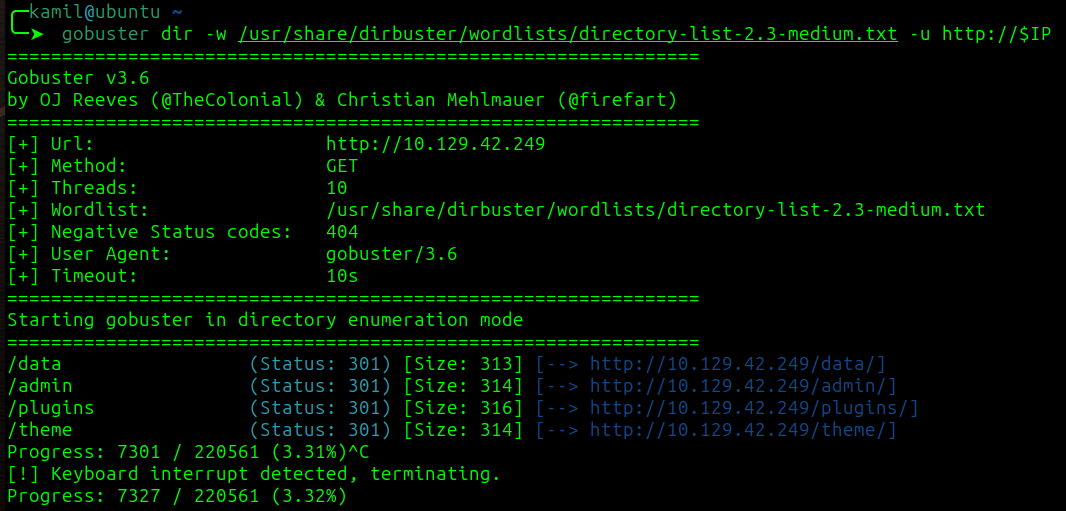 kamil@ubuntu ~
➤ gobuster dir -w /usr/share/dirbuster/wordlists/directory-list-2.3-medium.txt -u http://$IP
===============================================================
Gobuster v3.6
by OJ Reeves (@TheColonial) & Christian Mehlmauer (@firefart)
===============================================================
[+] Url:                     http://10.129.42.249
[+] Method:                  GET
[+] Threads:                 10
[+] Wordlist:                /usr/share/dirbuster/wordlists/directory-list-2.3-medium.txt
[+] Negative Status codes:   404
[+] User Agent:              gobuster/3.6
[+] Timeout:                 10s
===============================================================
Starting gobuster in directory enumeration mode
===============================================================
/data                 (Status: 301) [Size: 313] [--> http://10.129.42.249/data/]
/admin                (Status: 301) [Size: 314] [--> http://10.129.42.249/admin/]
/plugins              (Status: 301) [Size: 316] [--> http://10.129.42.249/plugins/]
/theme                (Status: 301) [Size: 314] [--> http://10.129.42.249/theme/]
Progress: 7301 / 220561 (3.31%)^C
[!] Keyboard interrupt detected, terminating.
Progress: 7327 / 220561 (3.32%)